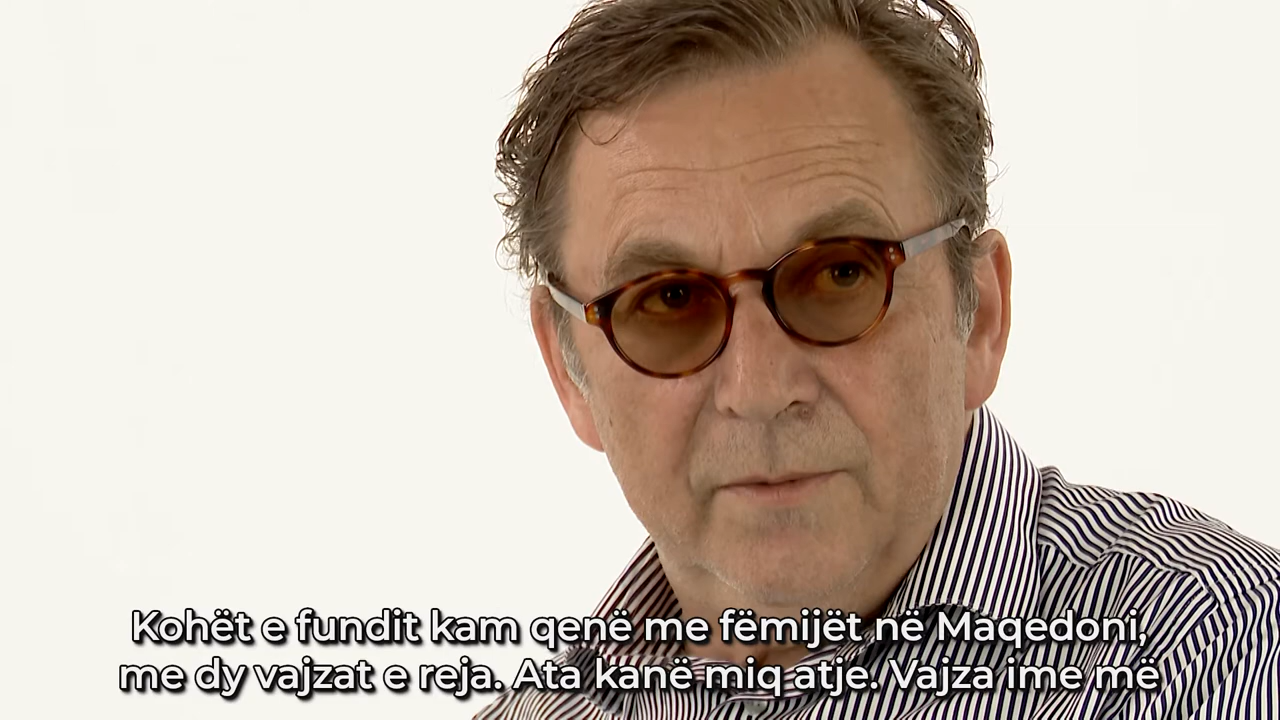 Kohët e fundit kam qenë me fëmijët në Maqedoni,
me dy vajzat e reja. Ata kanë miq atje. Vajza ime më